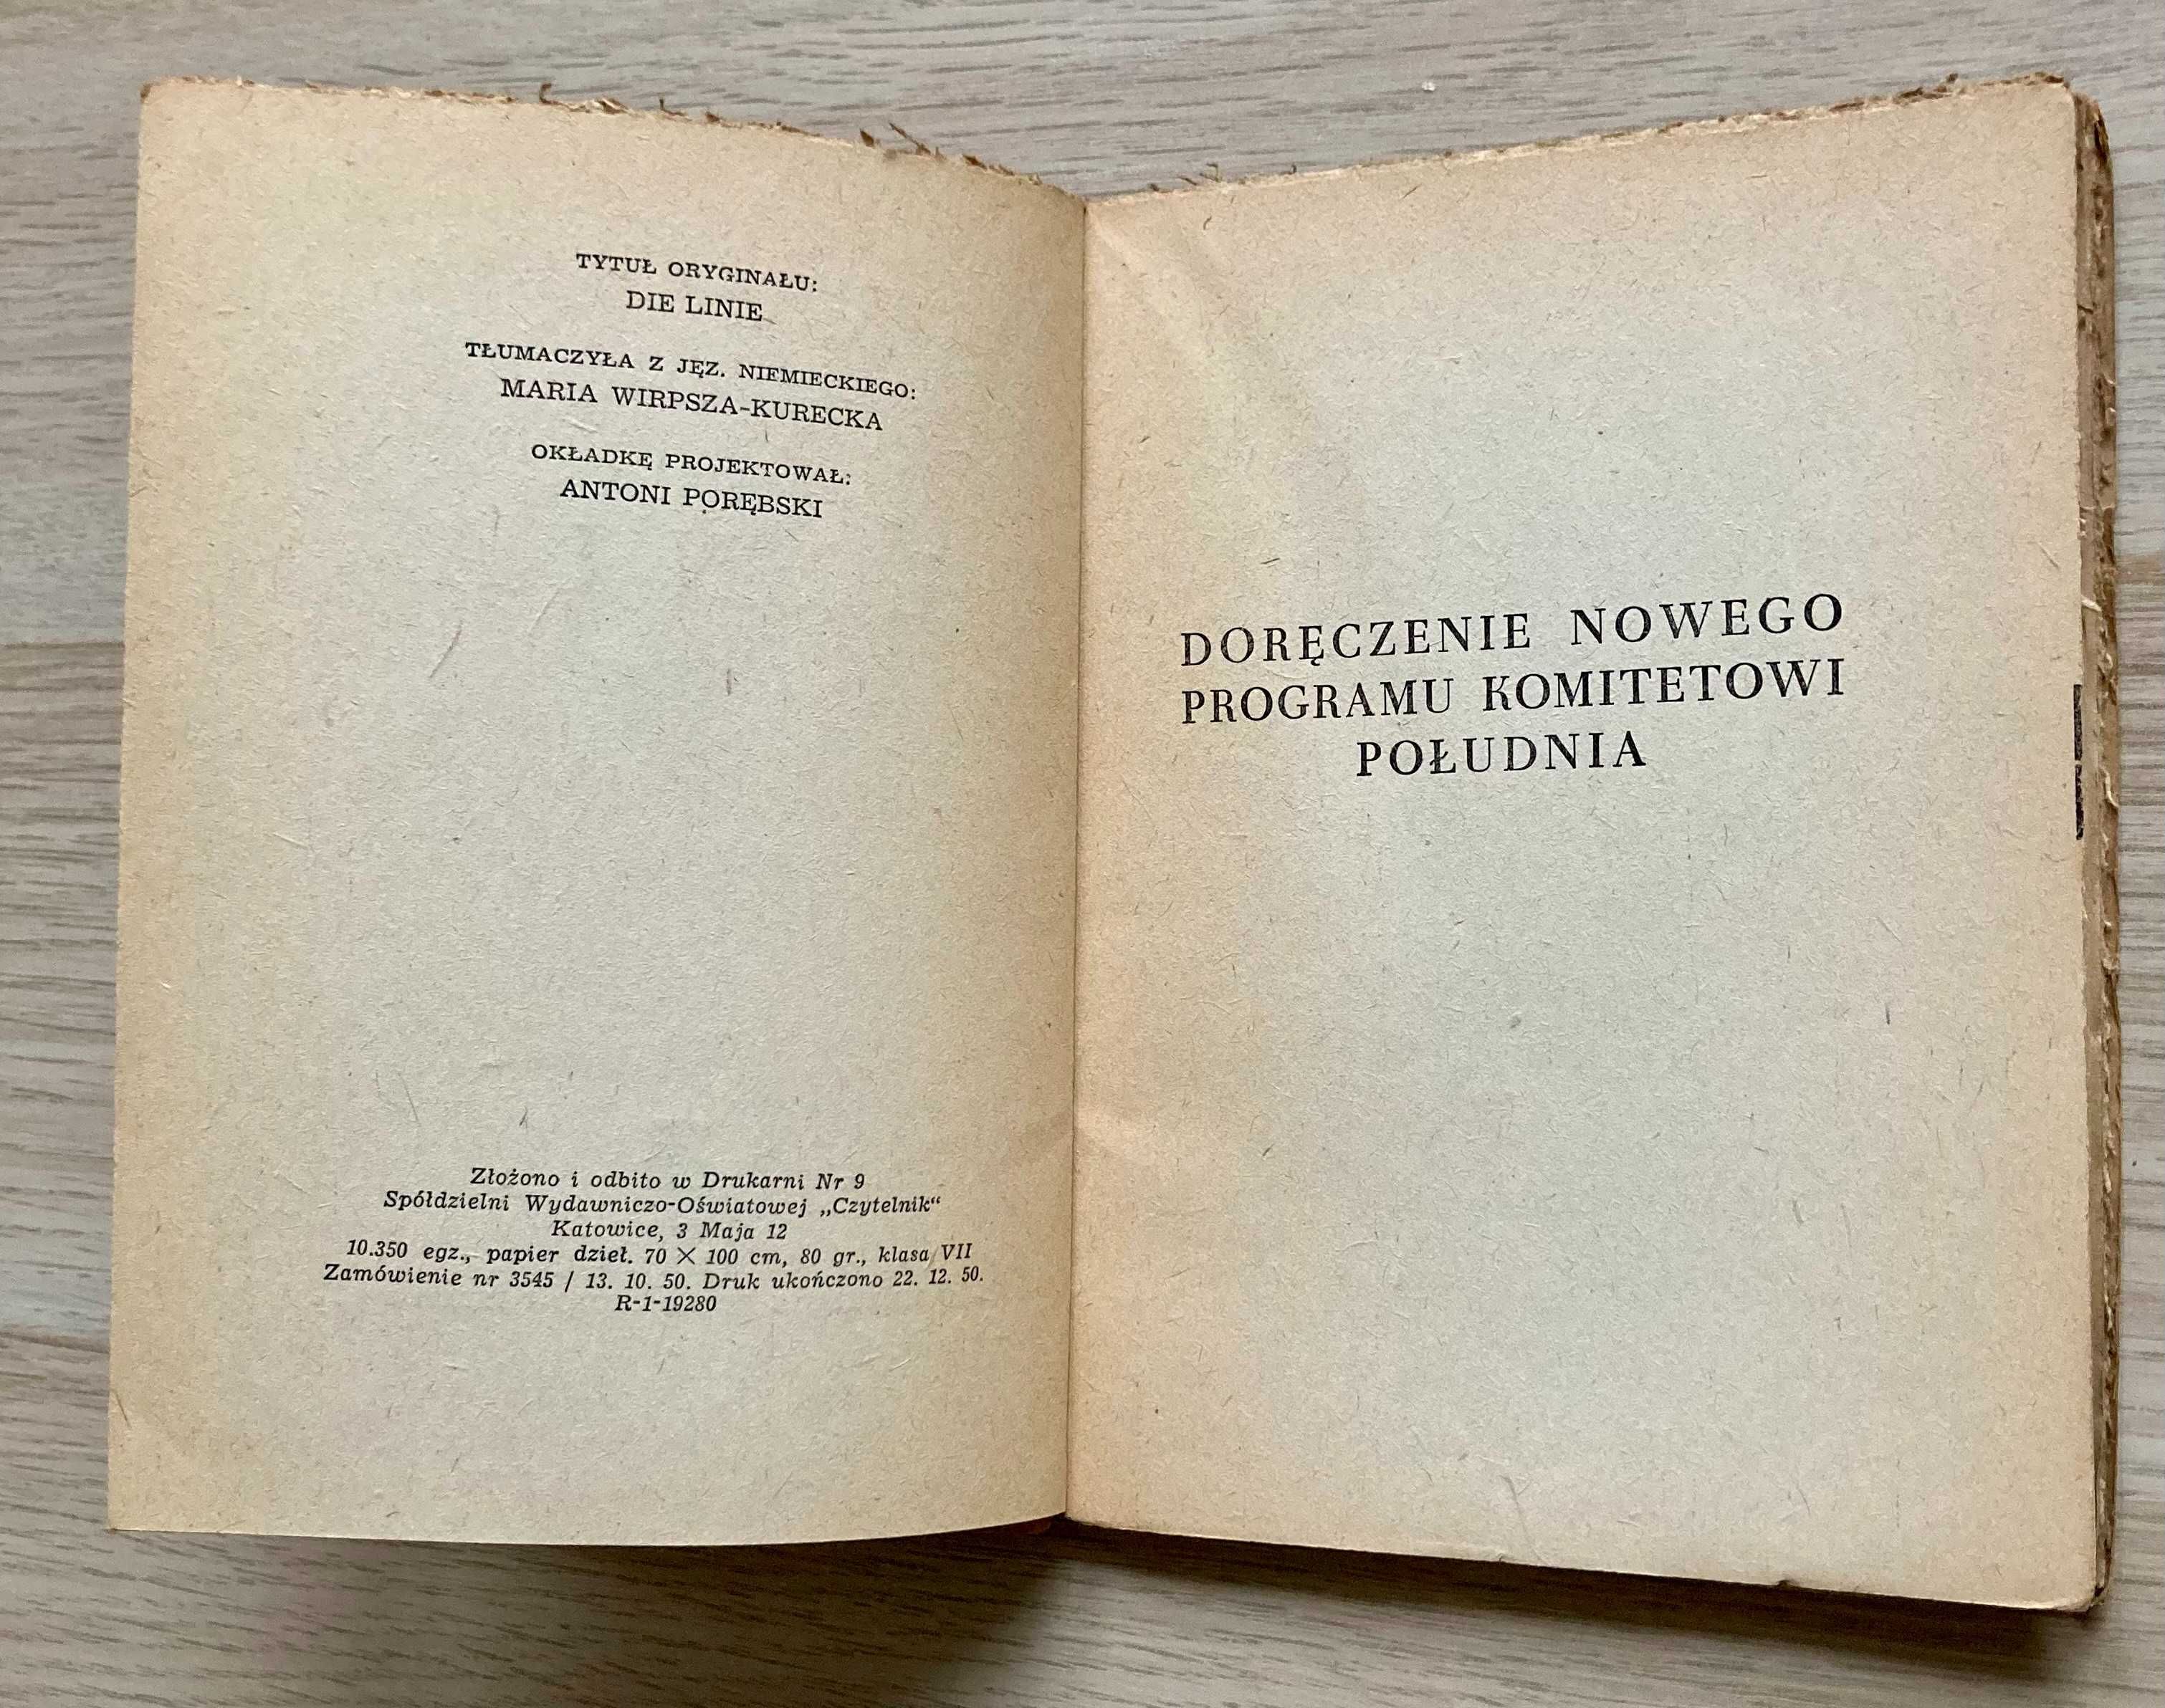 TYTUŁ ORYGINAŁU:
DIE LINIE
TŁUMACZYŁA Z JĘZ. NIEMIECKIEGO:
MARIA WIRPSZA-KURECKA
OKŁADKĘ PROJEKTOWAŁ:
ANTONI PORĘBSKI
Złożono i odbito w Drukarni Nr 9
Spółdzielni Wydawniczo-Oświatowej „Czytelnik“
Katowice, 3 Maja 12
10.350 egz., papier dzieł. 70 × 100 cm, 80 gr., klasa VII
Zamówienie nr 3545 / 13. 10. 50. Druk ukończono 22. 12. 50.
R-1-19280
DORĘCZENIE NOWEGO
PROGRAMU KOMITETOWI
POŁUDNIA